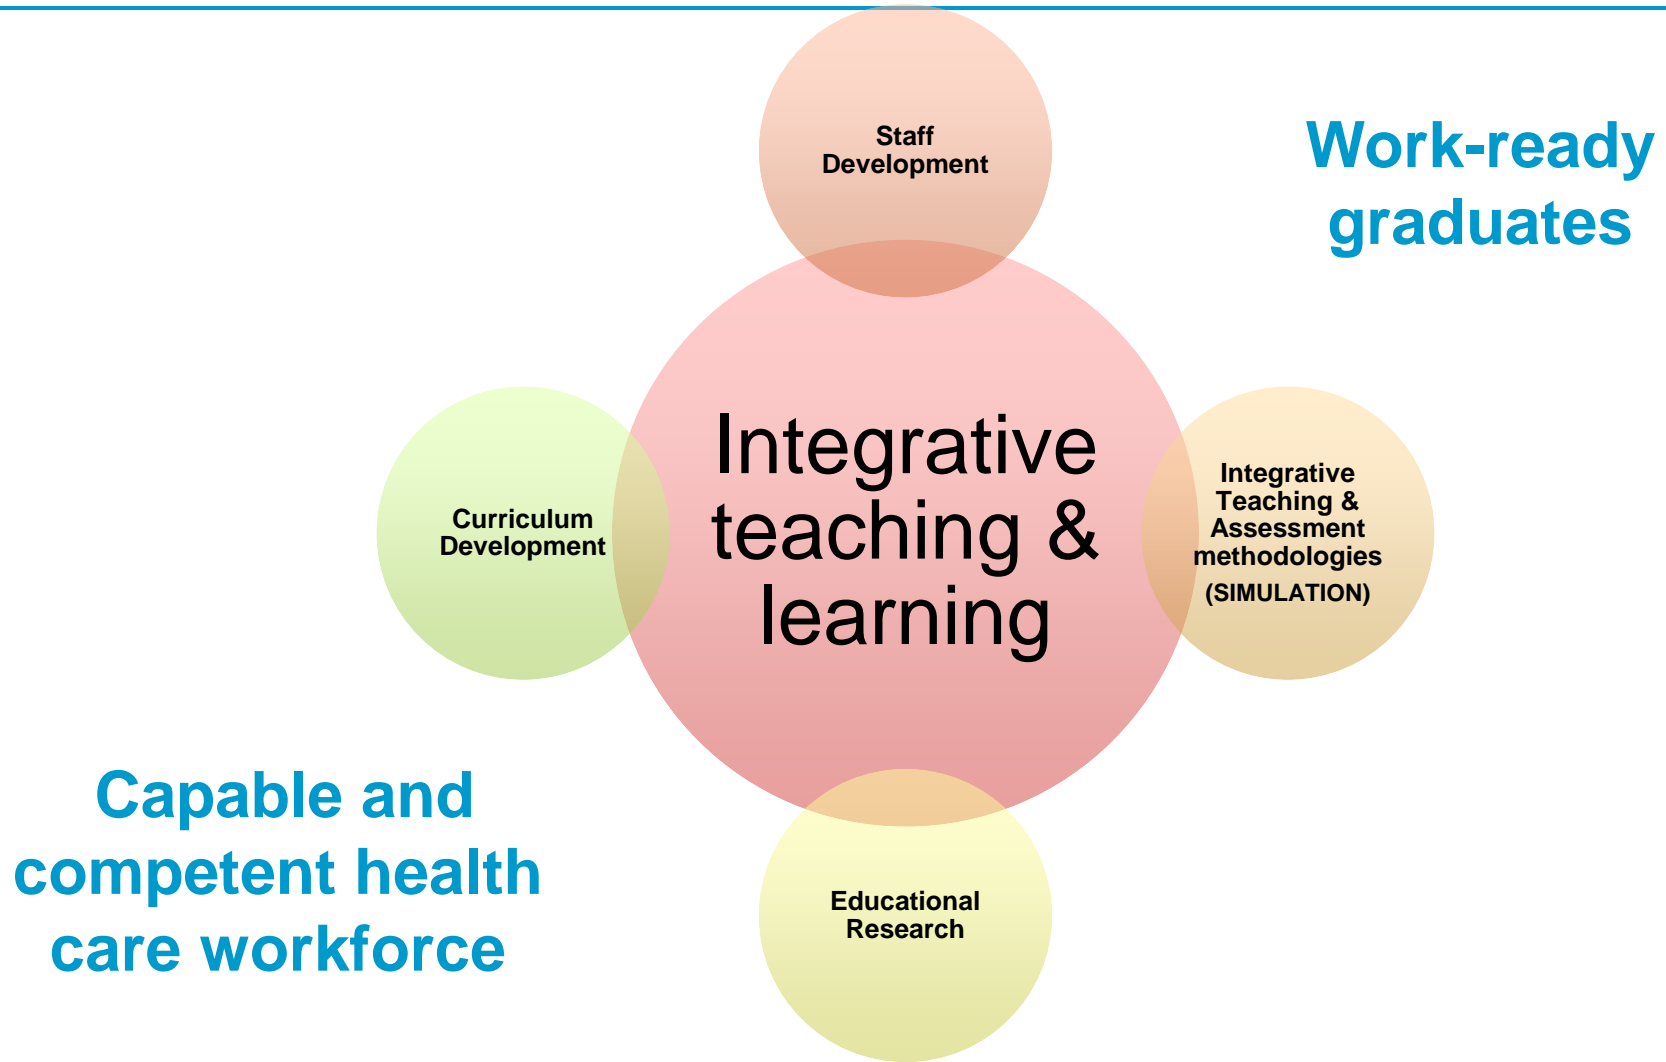 Staff
Development
Work-ready
graduates
Integrative
teaching &
learning
Curriculum
Development
Integrative
Teaching &
Assessment
methodologies
(SIMULATION)
Capable and
competent health
care workforce
Educational
Research